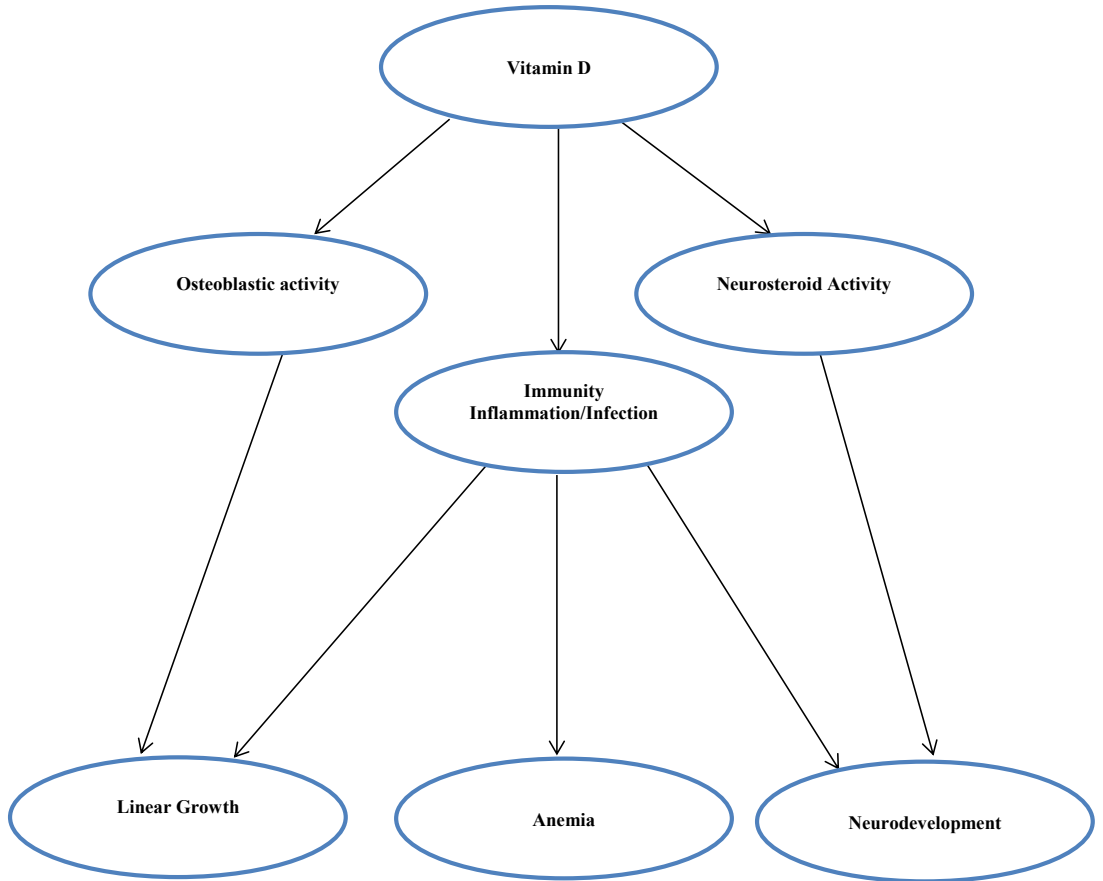 Vitamin D
Osteoblastic activity
Neurosteroid Activity
Immunity
Inflammation/Infection
Linear Growth
Anemia
Neurodevelopment